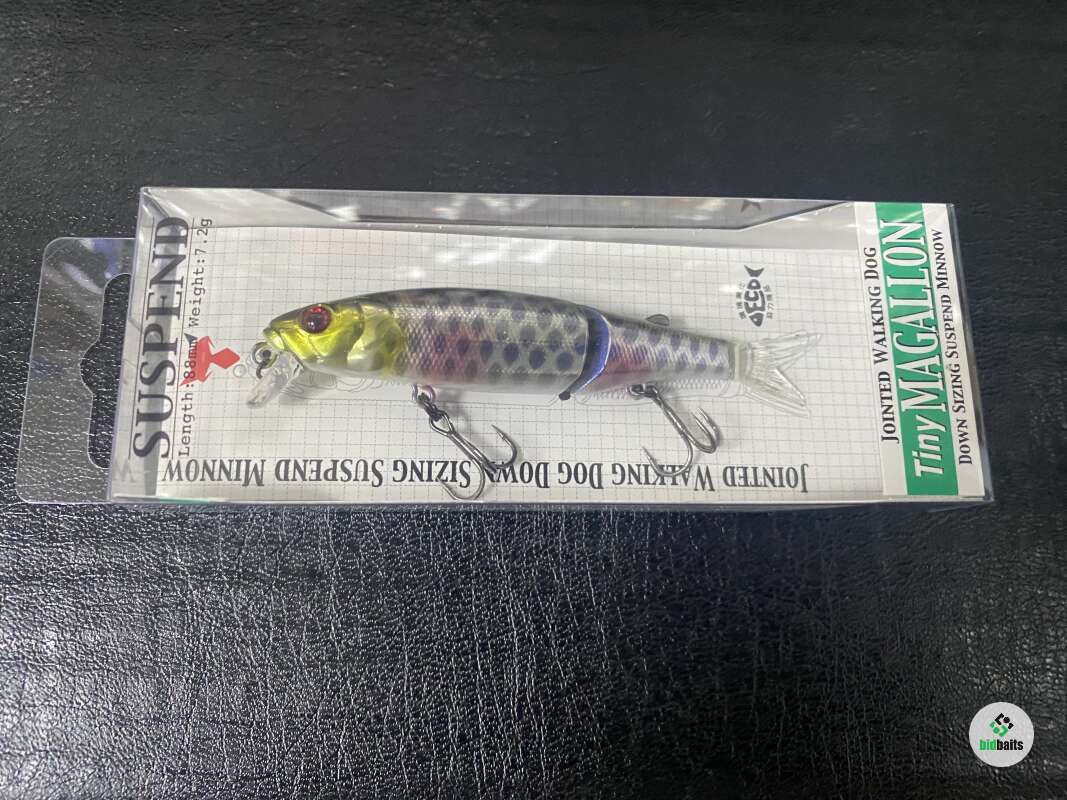 SUSPEND
Length:88mm Weight:7.2g
JOINTED WALKING DOG DOWN SIZING SUSPEND MINNOW
ECO
JOINTED WALKING DOG
Tiny MAGALLON
DOWN SIZING SUSPEND MINNOW
bidbaits